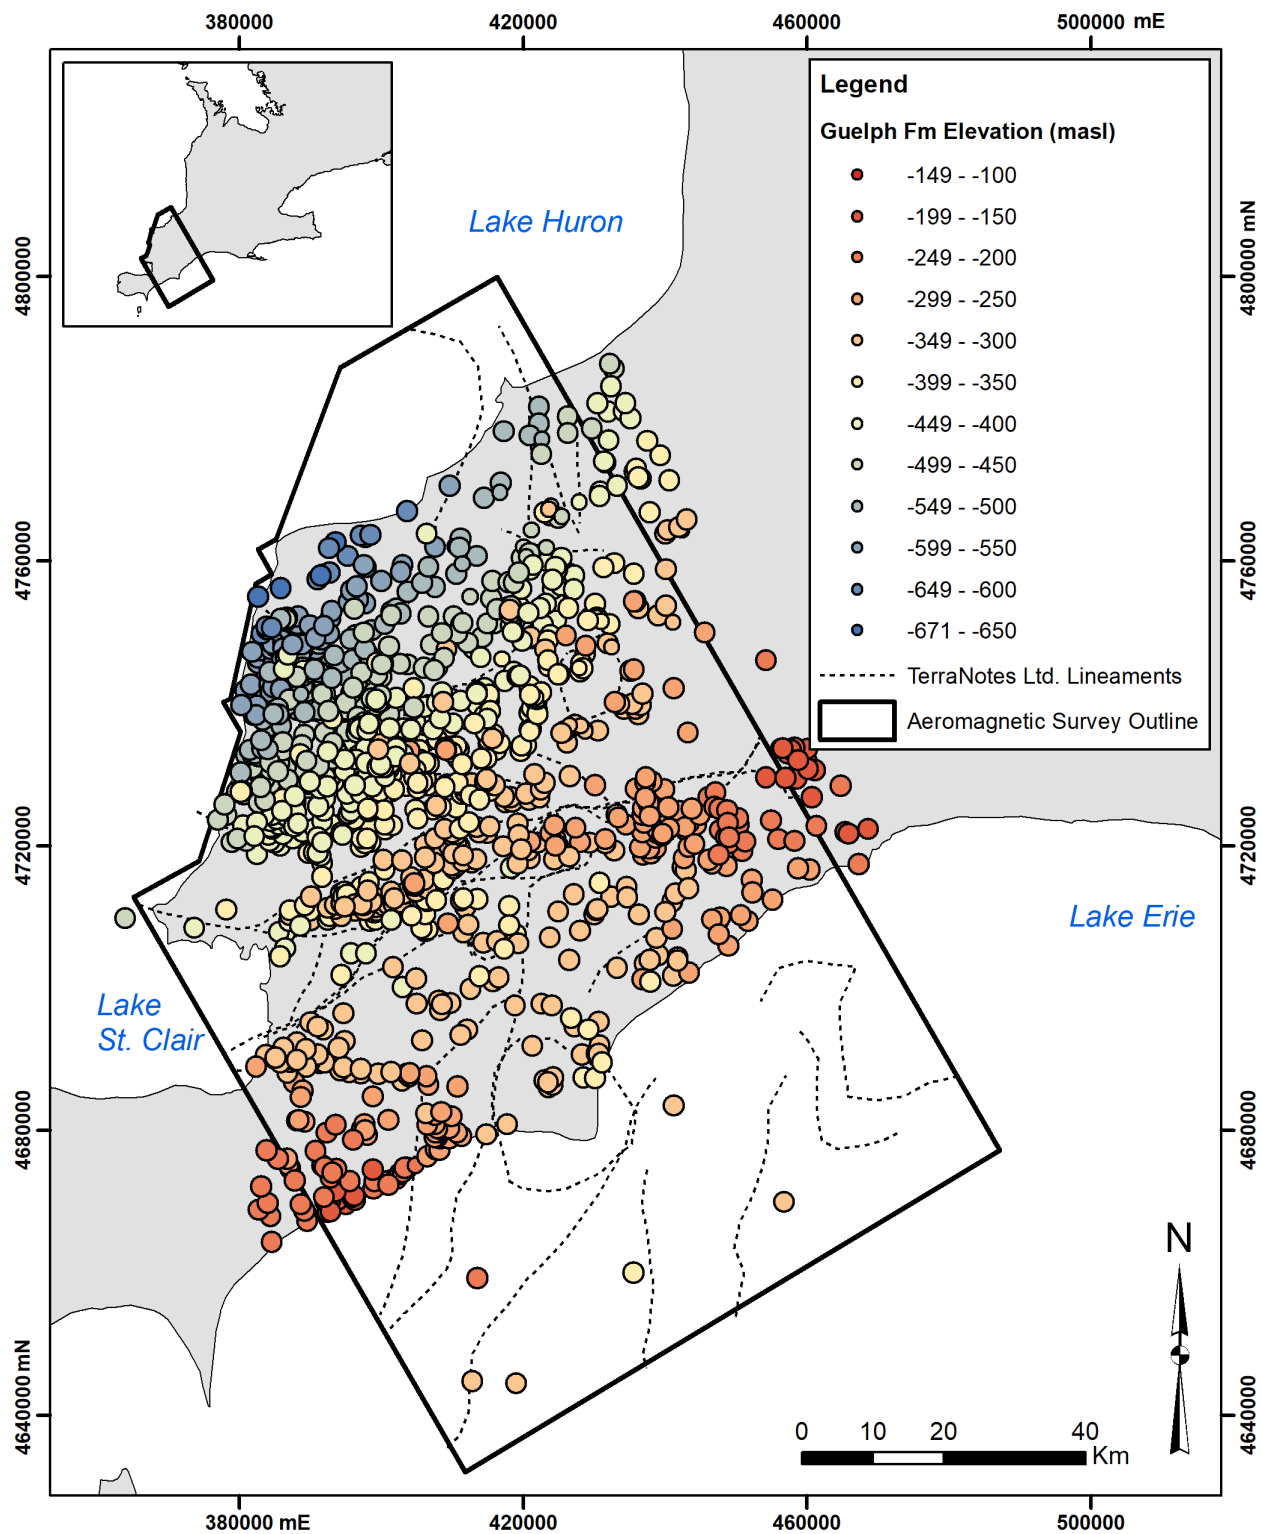 380000
420000
460000
500000 mE
Legend
Guelph Fm Elevation (masl)
-149 - -100
-199 - -150
-249 - -200
-299 - -250
-349 - -300
-399 - -350
-449 - -400
-499 - -450
-549 - -500
-599 - -550
-649 - -600
-671 - -650
TerraNotes Ltd. Lineaments
Aeromagnetic Survey Outline
Lake Huron
4800000
4800000 mN
4760000
4760000
4720000
4720000
Lake Erie
Lake
St. Clair
4680000
4680000
N
4640000 mN
4640000
0
10
20
40
Km
380000 mE
420000
460000
500000